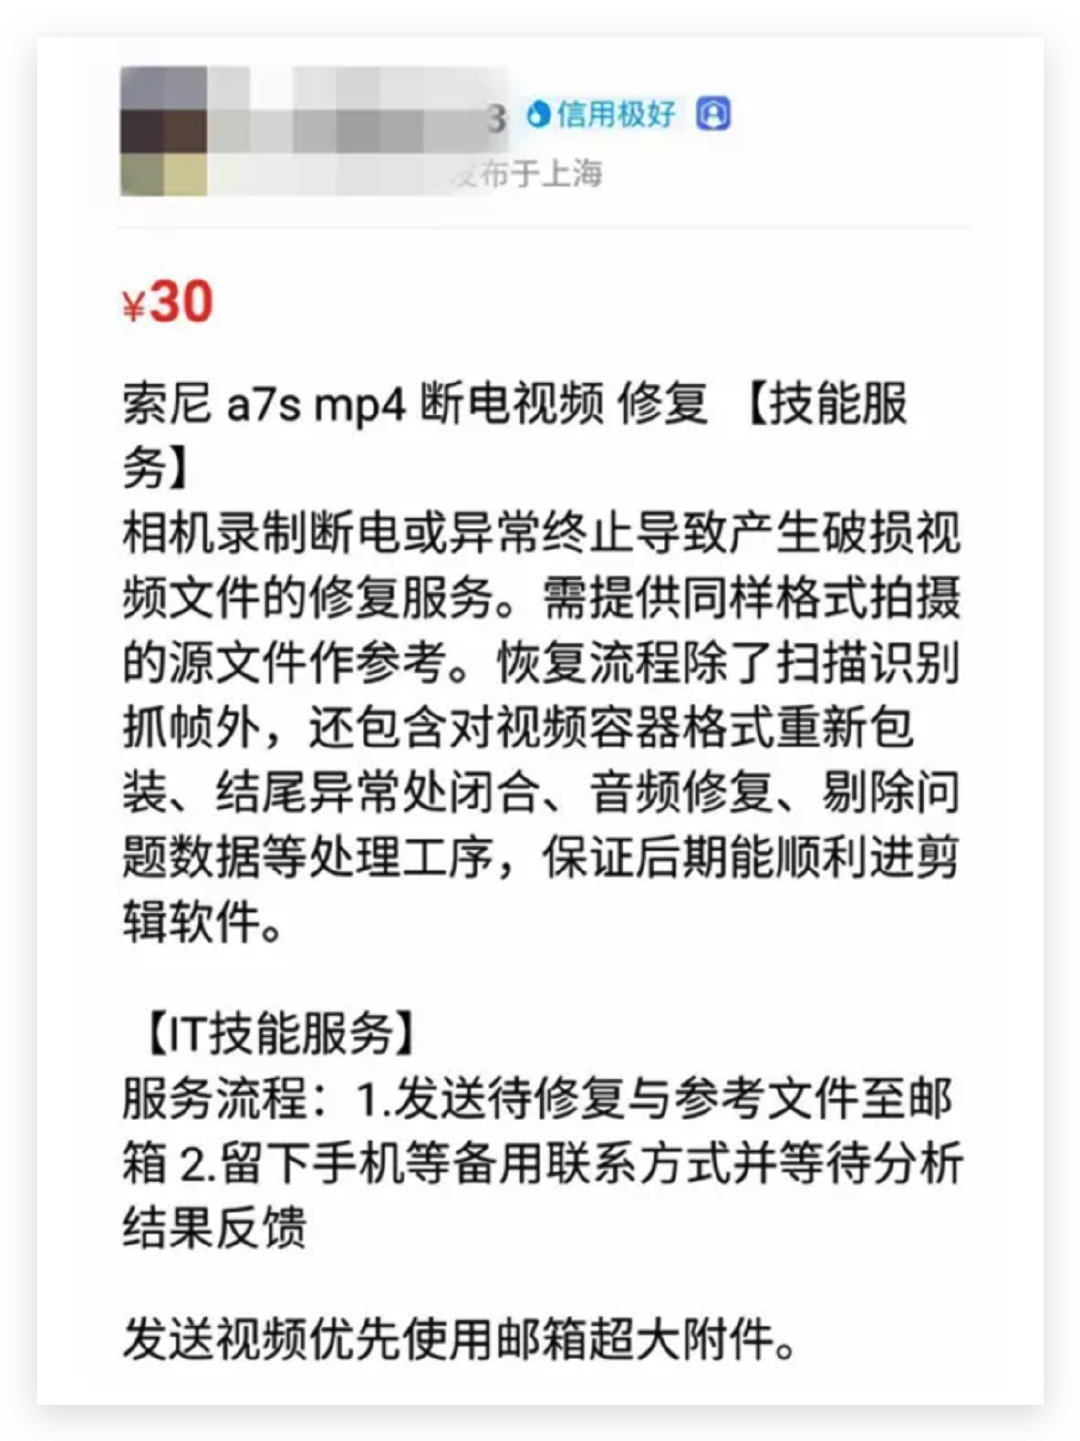 3 信用极好
发布于上海
¥30
索尼 a7s mp4 断电视频 修复 【技能服
务】
相机录制断电或异常终止导致产生破损视
频文件的修复服务。需提供同样格式拍摄
的源文件作参考。恢复流程除了扫描识别
抓帧外，还包含对视频容器格式重新包
装、结尾异常处闭合、音频修复、剔除问
题数据等处理工序，保证后期能顺利进剪
辑软件。
【IT技能服务】
服务流程：1.发送待修复与参考文件至邮
箱 2.留下手机等备用联系方式并等待分析
结果反馈
发送视频优先使用邮箱超大附件。